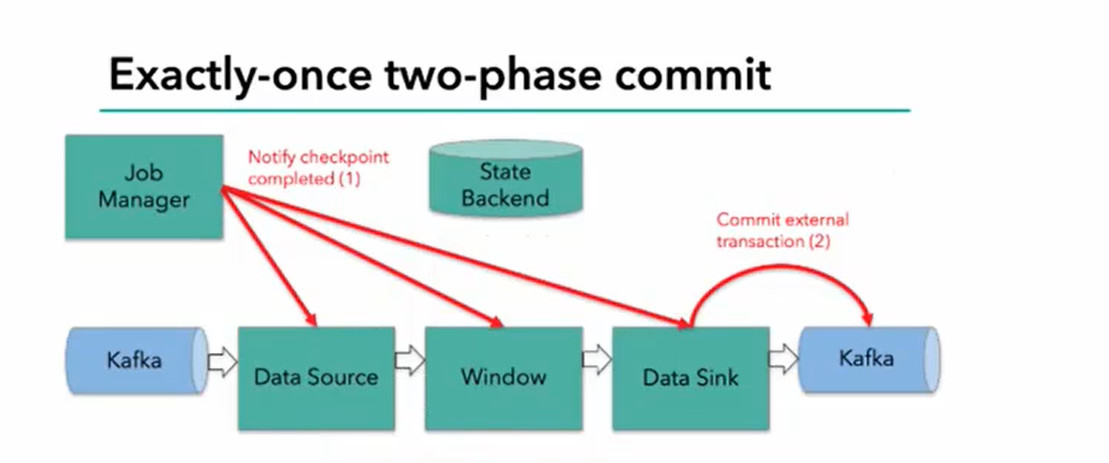 Exactly-once two-phase commit
Job
Manager
Notify checkpoint
completed (1)
State
Backend
Commit external
transaction (2)
Kafka
Data Source
Window
Data Sink
Kafka